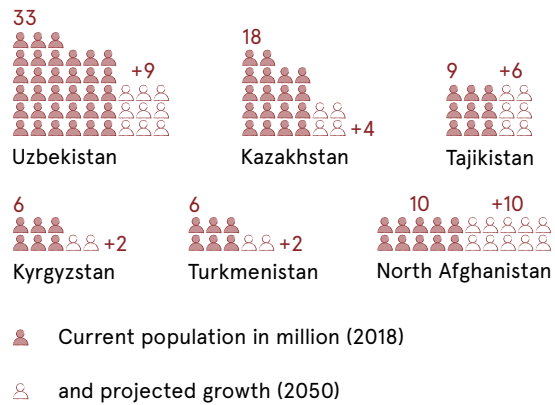 33
+9
Uzbekistan
18
+4
Kazakhstan
9 +6
Tajikistan
6
+2
Kyrgyzstan
6
+2
Turkmenistan
10 +10
North Afghanistan
Current population in million (2018)
and projected growth (2050)